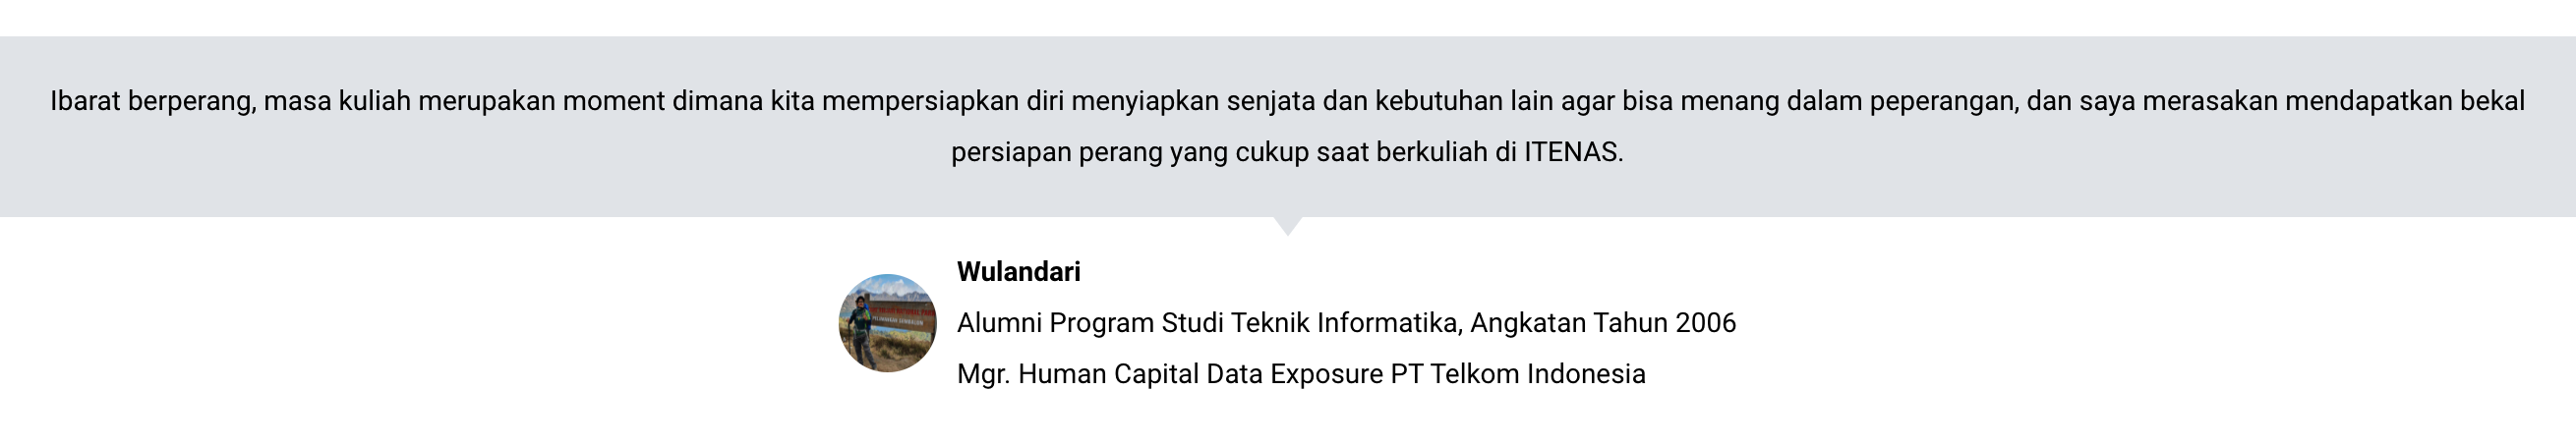 Ibarat berperang, masa kuliah merupakan moment dimana kita mempersiapkan diri menyiapkan senjata dan kebutuhan lain agar bisa menang dalam peperangan, dan saya merasakan mendapatkan bekal
persiapan perang yang cukup saat berkuliah di ITENAS.
Wulandari
Alumni Program Studi Teknik Informatika, Angkatan Tahun 2006
Mgr. Human Capital Data Exposure PT Telkom Indonesia